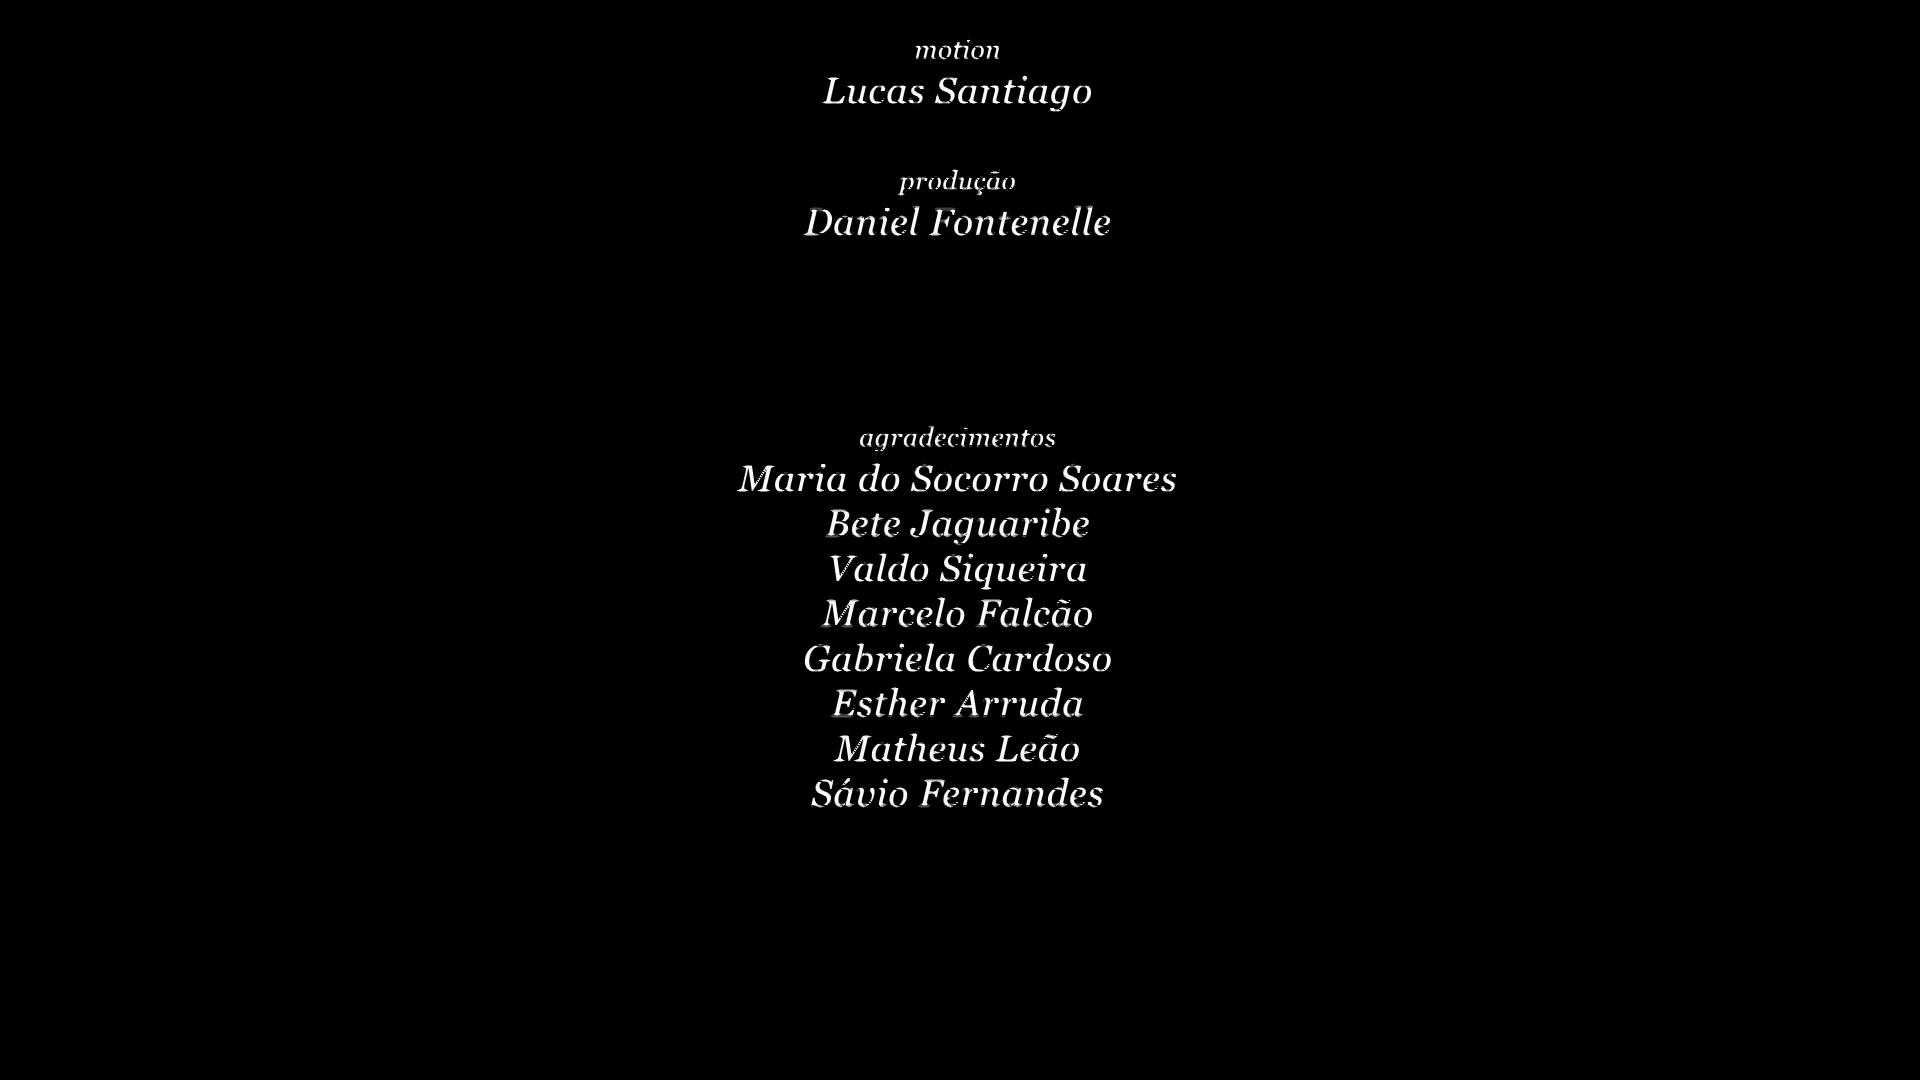 motion
Lucas Santiago
produção
Daniel Fontenelle
agradecimentos
Maria do Socorro Soares
Bete Jaguaribe
Valdo Siqueira
Marcelo Falcão
Gabriela Cardoso
Esther Arruda
Matheus Leão
Sávio Fernandes